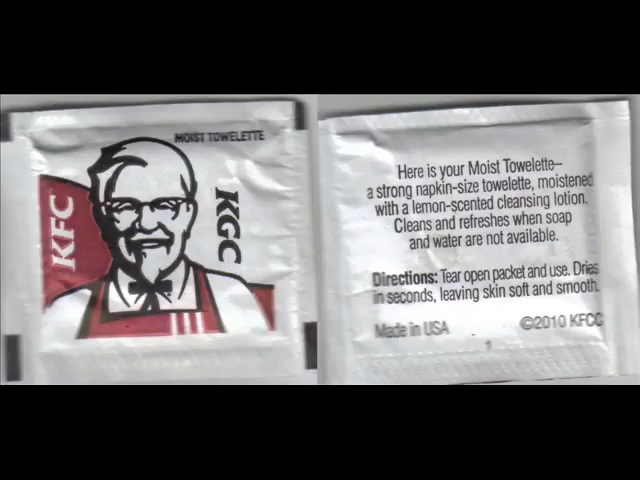 MOIST TOWELETTE
KFC
KGC
Here is your Moist Towelette–
a strong napkin-size towelette, moistened
with a lemon-scented cleansing lotion.
Cleans and refreshes when soap
and water are not available.
Directions: Tear open packet and use. Dries
in seconds, leaving skin soft and smooth.
Made in USA ©2010 KFCC